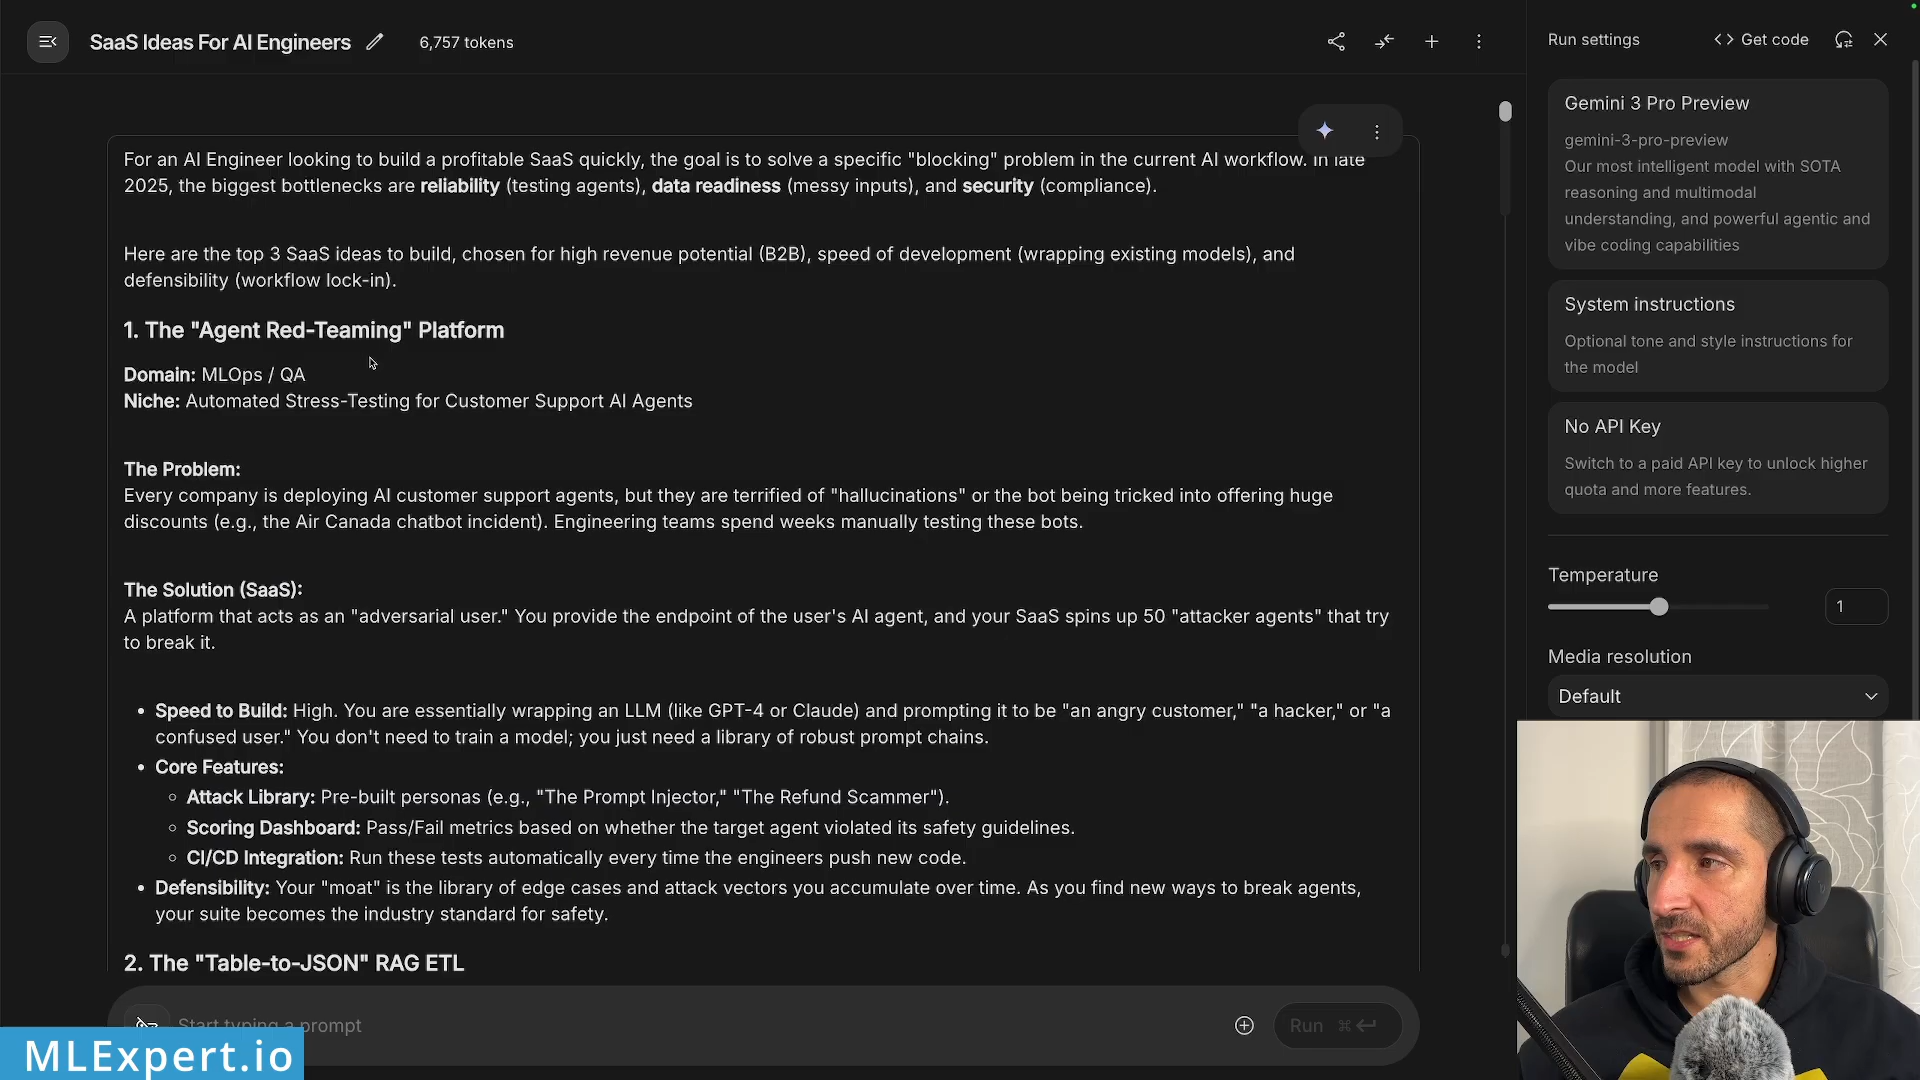 SaaS Ideas For AI Engineers
6,757 tokens
For an AI Engineer looking to build a profitable SaaS quickly, the goal is to solve a specific "blocking" problem in the current AI workflow. In late
2025, the biggest bottlenecks are reliability (testing agents), data readiness (messy inputs), and security (compliance).
Here are the top 3 SaaS ideas to build, chosen for high revenue potential (B2B), speed of development (wrapping existing models), and
defensibility (workflow lock-in).
1. The "Agent Red-Teaming" Platform
Domain: MLOps / QA
Niche: Automated Stress-Testing for Customer Support AI Agents
The Problem:
Every company is deploying AI customer support agents, but they are terrified of "hallucinations" or the bot being tricked into offering huge
discounts (e.g., the Air Canada chatbot incident). Engineering teams spend weeks manually testing these bots.
The Solution (SaaS):
A platform that acts as an "adversarial user." You provide the endpoint of the user's AI agent, and your SaaS spins up 50 "attacker agents" that try
to break it.
• Speed to Build: High. You are essentially wrapping an LLM (like GPT-4 or Claude) and prompting it to be "an angry customer," "a hacker," or "a
confused user." You don't need to train a model; you just need a library of robust prompt chains.
• Core Features:
◦ Attack Library: Pre-built personas (e.g., "The Prompt Injector," "The Refund Scammer").
◦ Scoring Dashboard: Pass/Fail metrics based on whether the target agent violated its safety guidelines.
◦ CI/CD Integration: Run these tests automatically every time the engineers push new code.
• Defensibility: Your "moat" is the library of edge cases and attack vectors you accumulate over time. As you find new ways to break agents,
your suite becomes the industry standard for safety.
2. The "Table-to-JSON" RAG ETL
Start typing a prompt
Run ⌘↵
MLExpert.io
Run settings
<> Get code
Gemini 3 Pro Preview
gemini-3-pro-preview
Our most intelligent model with SOTA
reasoning and multimodal
understanding, and powerful agentic and
vibe coding capabilities
System instructions
Optional tone and style instructions for
the model
No API Key
Switch to a paid API key to unlock higher
quota and more features.
Temperature
1
Media resolution
Default